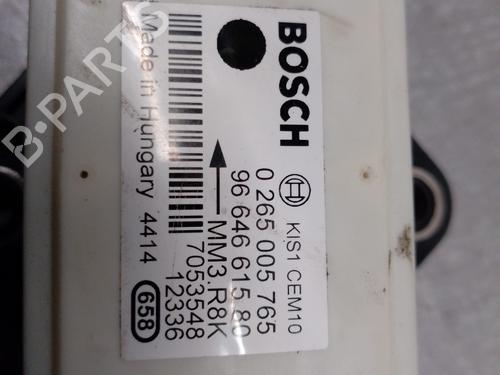 BOSCH
KIS1 CEM10
0 265 005 765
96 646 615 80
MM3.R8K
7053548
12336
Made in Hungary 4414
658
B-PARTS